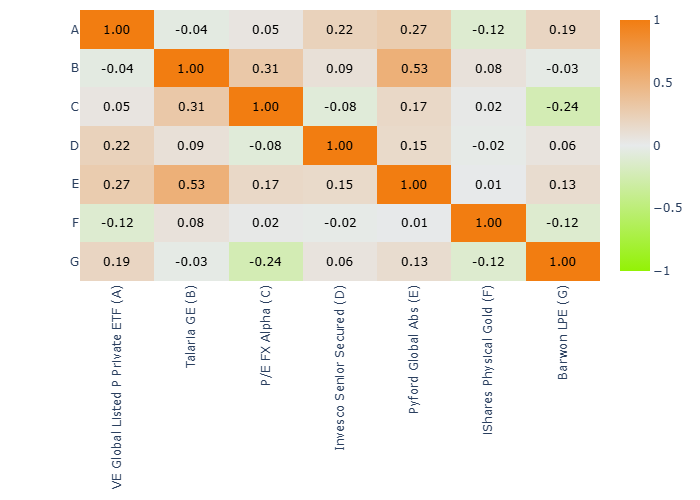 A 1.00 -0.04 0.05 0.22 0.27 -0.12 0.19
B -0.04 1.00 0.31 0.09 0.53 0.08 -0.03
C 0.05 0.31 1.00 -0.08 0.17 0.02 -0.24
D 0.22 0.09 -0.08 1.00 0.15 -0.02 0.06
E 0.27 0.53 0.17 0.15 1.00 0.01 0.13
F -0.12 0.08 0.02 -0.02 0.01 1.00 -0.12
G 0.19 -0.03 -0.24 0.06 0.13 -0.12 1.00
VE Global Listed P Private ETF (A)
Talaria GE (B)
P/E FX Alpha (C)
Invesco Senior Secured (D)
Pyford Global Abs (E)
IShares Physical Gold (F)
Barwon LPE (G)
1
0.5
0
−0.5
−1